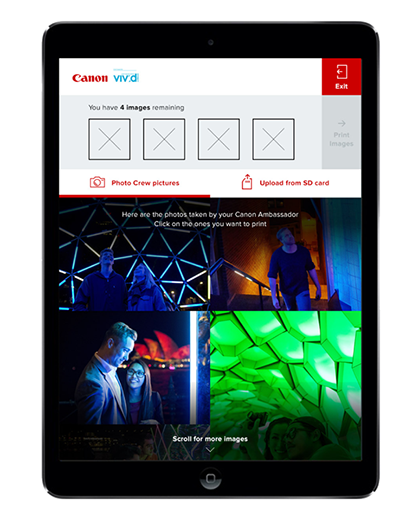 Canon
vivid
Exit
You have 4 images remaining
Print
Images
Photo Crew pictures
Upload from SD card
Here are the photos taken by your Canon Ambassador
Click on the ones you want to print
Scroll for more images